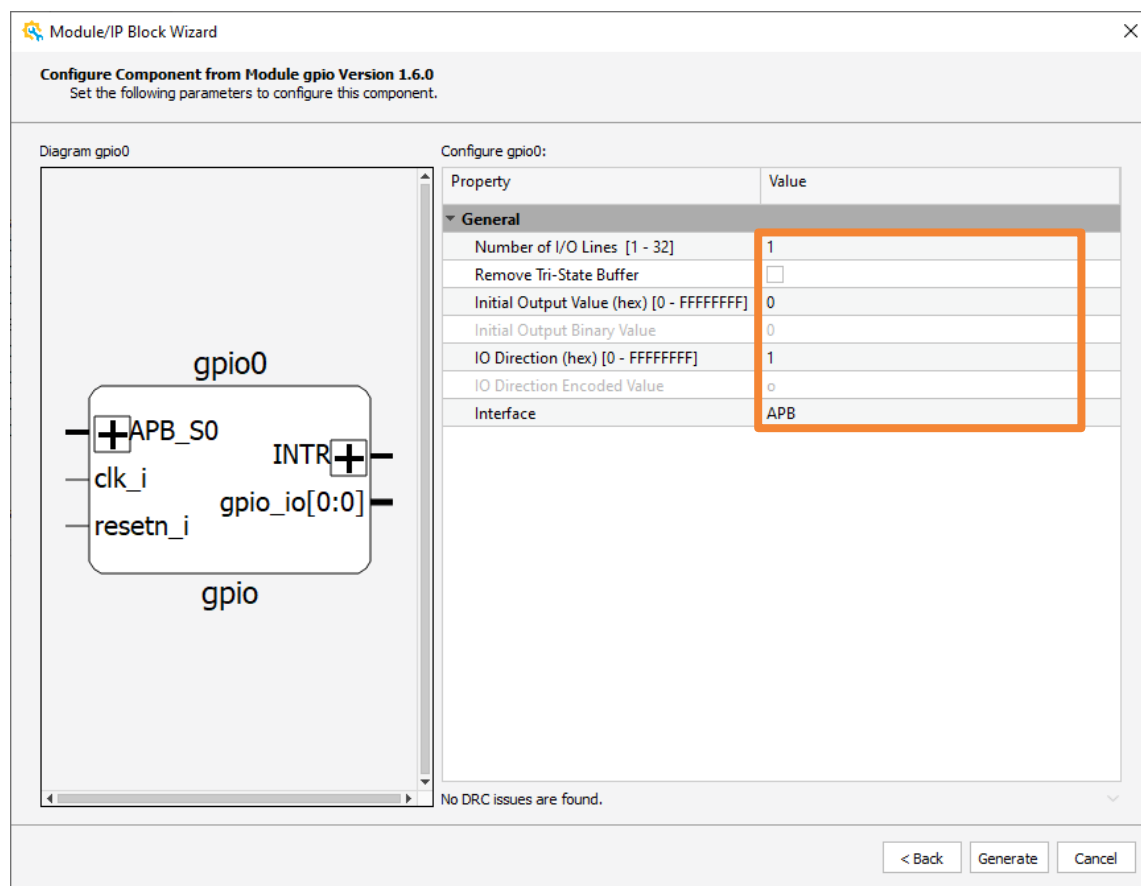 Module/IP Block Wizard
Configure Component from Module gpio Version 1.6.0
Set the following parameters to configure this component.
Diagram gpio0
gpio0
APB_S0
INTR
clk_i
gpio_io[0:0]
resetn_i
gpio
Configure gpio0:
Property Value
General
Number of I/O Lines [1 - 32] 1
Remove Tri-State Buffer
Initial Output Value (hex) [0 - FFFFFFFF] 0
Initial Output Binary Value 0
IO Direction (hex) [0 - FFFFFFFF] 1
IO Direction Encoded Value o
Interface APB
No DRC issues are found.
< Back Generate Cancel